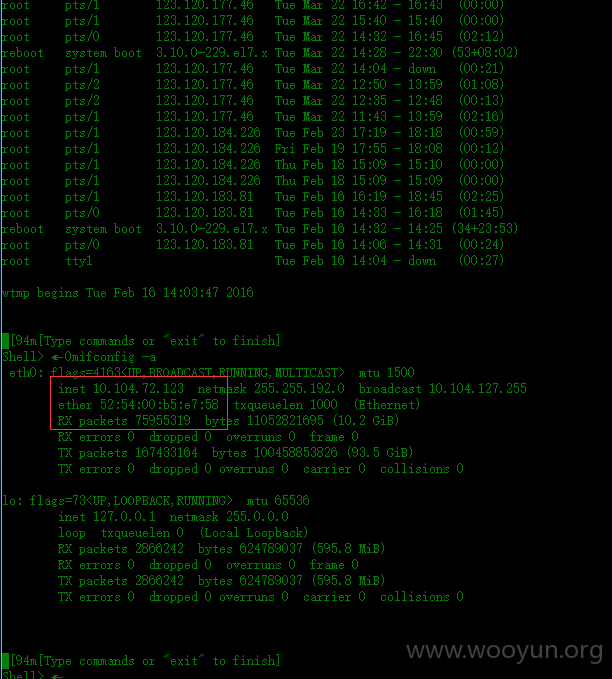 root pts/1 123.120.177.46 Tue Mar 22 16:42 - 16:43 (00:00)
root pts/1 123.120.177.46 Tue Mar 22 15:40 - 15:40 (00:00)
root pts/0 123.120.177.46 Tue Mar 22 14:32 - 16:45 (02:12)
reboot system boot 3.10.0-229.el7.x Tue Mar 22 14:28 - 22:30 (53+08:02)
root pts/1 123.120.177.46 Tue Mar 22 14:04 - down (00:21)
root pts/2 123.120.177.46 Tue Mar 22 12:50 - 13:59 (01:08)
root pts/2 123.120.177.46 Tue Mar 22 12:35 - 12:48 (00:13)
root pts/1 123.120.177.46 Tue Mar 22 11:43 - 13:59 (02:16)
root pts/1 123.120.184.226 Tue Feb 23 17:19 - 18:18 (00:59)
root pts/1 123.120.184.226 Fri Feb 19 17:55 - 18:08 (00:12)
root pts/1 123.120.184.226 Thu Feb 18 15:09 - 15:10 (00:00)
root pts/1 123.120.184.226 Thu Feb 18 15:09 - 15:09 (00:00)
root pts/1 123.120.183.81 Tue Feb 16 16:19 - 18:45 (02:25)
root pts/0 123.120.183.81 Tue Feb 16 14:33 - 16:18 (01:45)
reboot system boot 3.10.0-229.el7.x Tue Feb 16 14:32 - 14:25 (34+23:53)
root pts/0 123.120.183.81 Tue Feb 16 14:06 - 14:31 (00:24)
root tty1 Tue Feb 16 14:04 - down (00:27)
wtmp begins Tue Feb 16 14:03:47 2016
[94m[Type commands or "exit" to finish]
Shell> ←0mifconfig -a
eth0: flags=4163<UP,BROADCAST,RUNNING,MULTICAST> mtu 1500
inet 10.104.72.123 netmask 255.255.192.0 broadcast 10.104.127.255
ether 52:54:00:b5:e7:58 txqueuelen 1000 (Ethernet)
RX packets 75955319 bytes 11052821695 (10.2 GiB)
RX errors 0 dropped 0 overruns 0 frame 0
TX packets 167433164 bytes 100458853826 (93.5 GiB)
TX errors 0 dropped 0 overruns 0 carrier 0 collisions 0
lo: flags=73<UP,LOOPBACK,RUNNING> mtu 65536
inet 127.0.0.1 netmask 255.0.0.0
loop txqueuelen 0 (Local Loopback)
RX packets 2866242 bytes 624789037 (595.8 MiB)
RX errors 0 dropped 0 overruns 0 frame 0
TX packets 2866242 bytes 624789037 (595.8 MiB)
TX errors 0 dropped 0 overruns 0 carrier 0 collisions 0
www.wooyun.org
[94m[Type commands or "exit" to finish]
Shell> ←